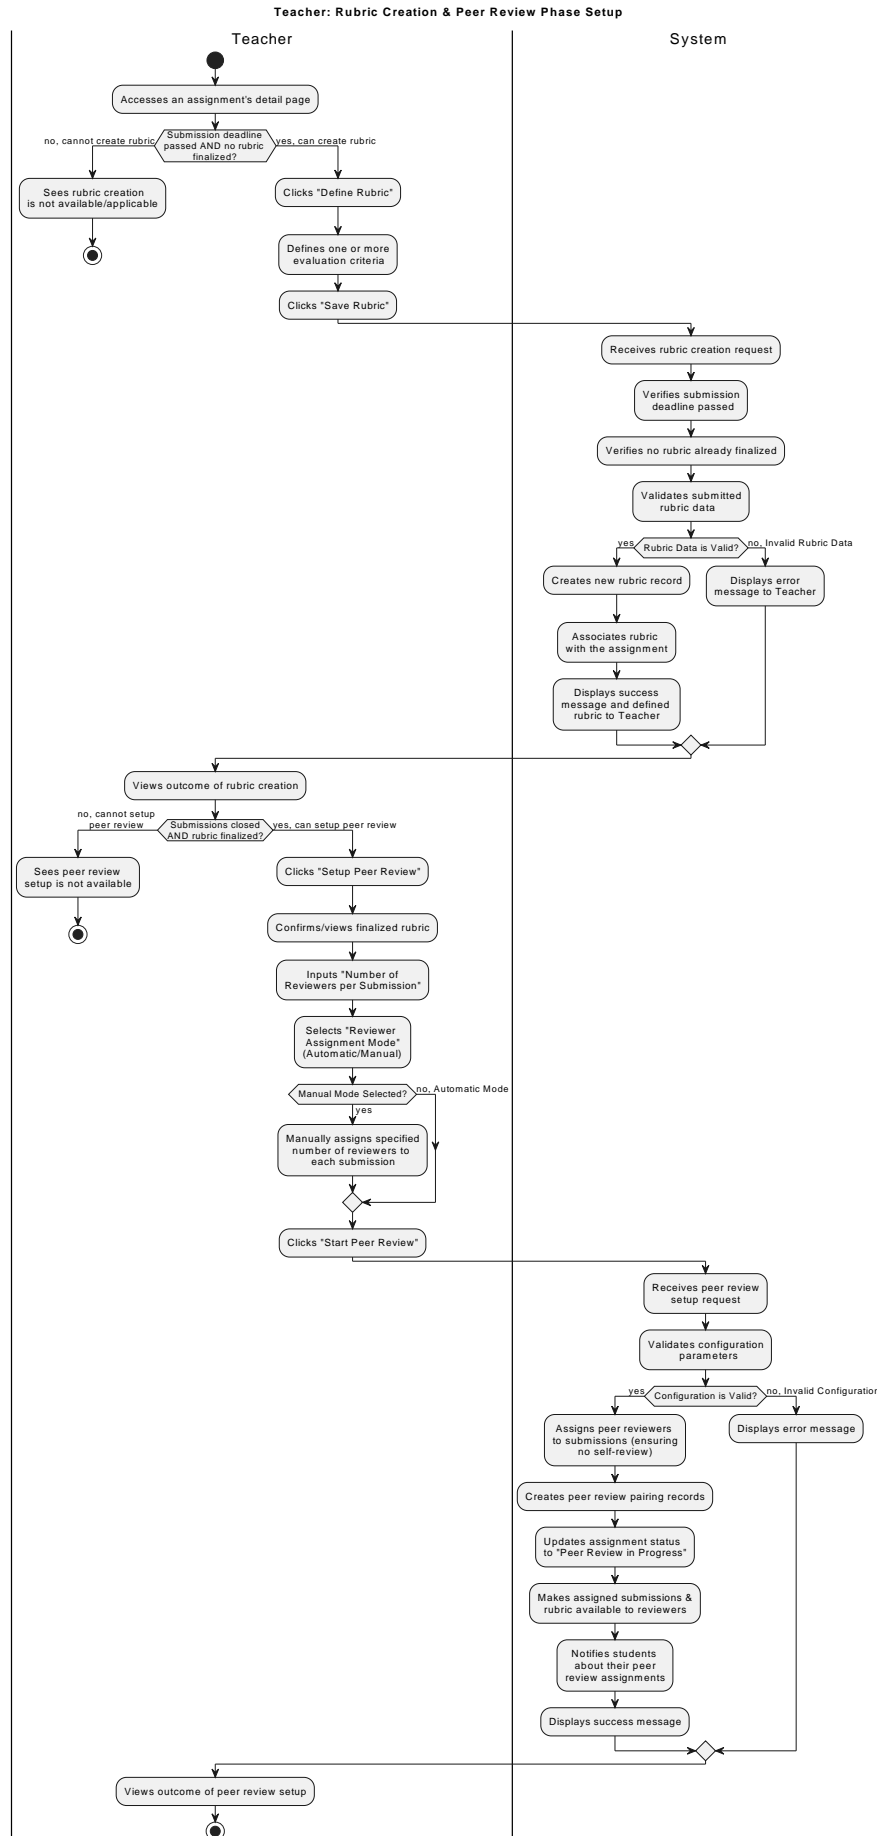 Teacher: Rubric Creation & Peer Review Phase Setup
Teacher
System
Accesses an assignment's detail page
Submission deadline
passed AND no rubric
finalized?
no, cannot create rubric
yes, can create rubric
Sees rubric creation
is not available/applicable
Clicks "Define Rubric"
Defines one or more
evaluation criteria
Clicks "Save Rubric"
Receives rubric creation request
Verifies submission
deadline passed
Verifies no rubric already finalized
Validates submitted
rubric data
yes
Rubric Data is Valid?
no, Invalid Rubric Data
Creates new rubric record
Displays error
message to Teacher
Associates rubric
with the assignment
Displays success
message and defined
rubric to Teacher
Views outcome of rubric creation
no, cannot setup
peer review
Submissions closed
AND rubric finalized?
yes, can setup peer review
Sees peer review
setup is not available
Clicks "Setup Peer Review"
Confirms/views finalized rubric
Inputs "Number of
Reviewers per Submission"
Selects "Reviewer
Assignment Mode"
(Automatic/Manual)
Manual Mode Selected?
no, Automatic Mode
yes
Manually assigns specified
number of reviewers to
each submission
Clicks "Start Peer Review"
Receives peer review
setup request
Validates configuration
parameters
yes
Configuration is Valid?
no, Invalid Configuration
Assigns peer reviewers
to submissions (ensuring
no self-review)
Displays error message
Creates peer review pairing records
Updates assignment status
to "Peer Review in Progress"
Makes assigned submissions &
rubric available to reviewers
Notifies students
about their peer
review assignments
Displays success message
Views outcome of peer review setup